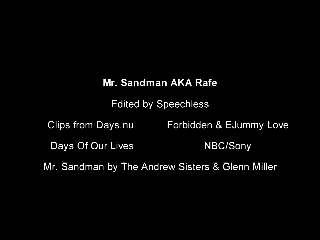 Mr. Sandman AKA Rafe
Edited by Speechless
Clips from Days.nu Forbidden & EJummy Love
Days Of Our Lives NBC/Sony
Mr. Sandman by The Andrew Sisters & Glenn Miller